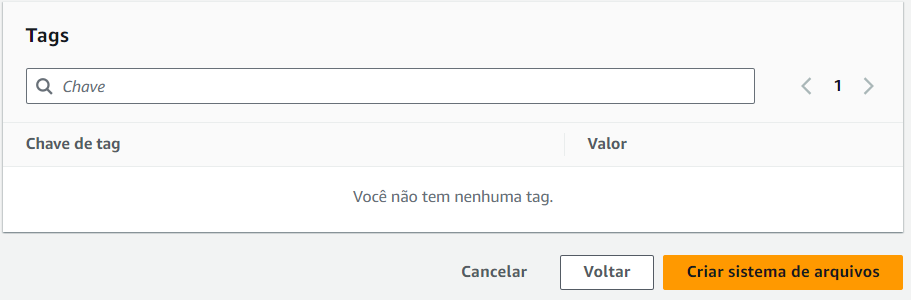 Tags
Chave
1
Chave de tag
Valor
Você não tem nenhuma tag.
Cancelar
Voltar
Criar sistema de arquivos